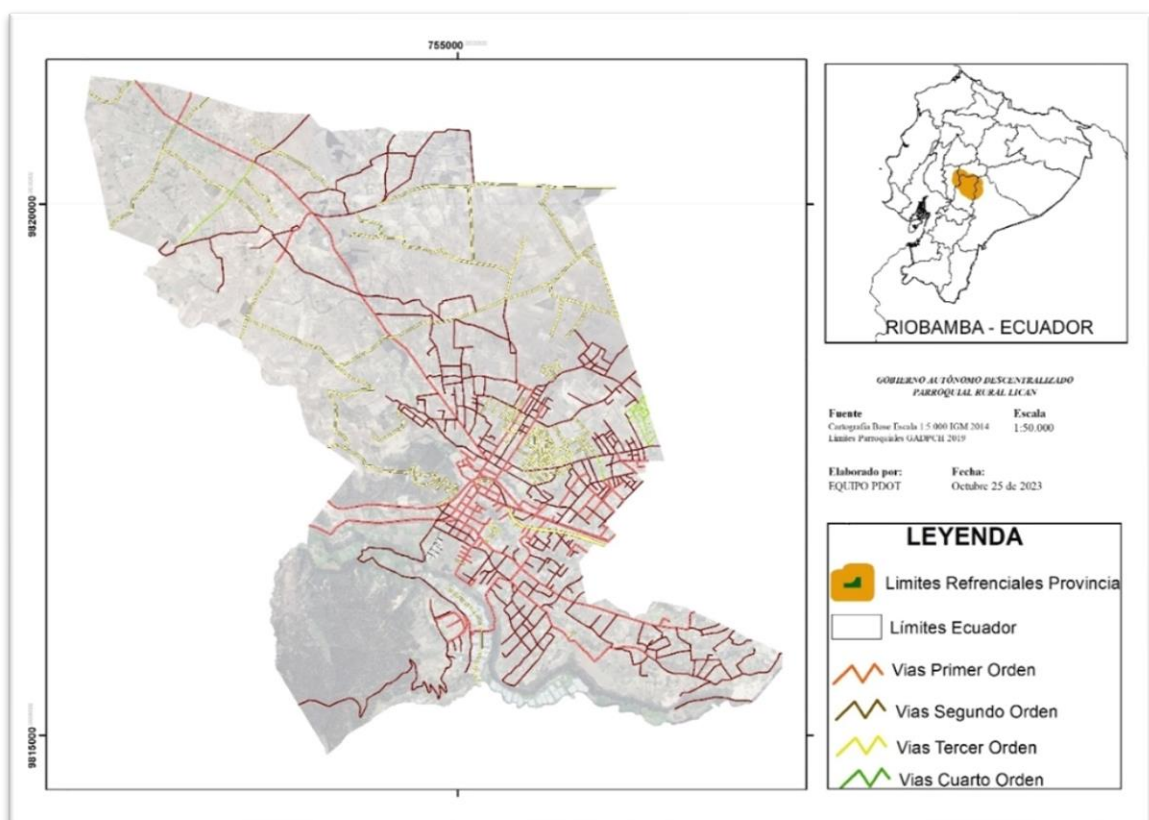 755000
9820000
9815000
RIOBAMBA - ECUADOR
GOBIERNO AUTÓNOMO DESCENTRALIZADO
PARROQUIAL RURAL LICAN
Fuente
Cartografía Base Escala 1:5.000 IGM 2014
Límites Parroquiales GADPCH 2019
Escala
1:50.000
Elaborado por:
EQUIPO PDOT
Fecha:
Octubre 25 de 2023
LEYENDA
Limites Refrenciales Provincia
Límites Ecuador
Vias Primer Orden
Vias Segundo Orden
Vias Tercer Orden
Vias Cuarto Orden